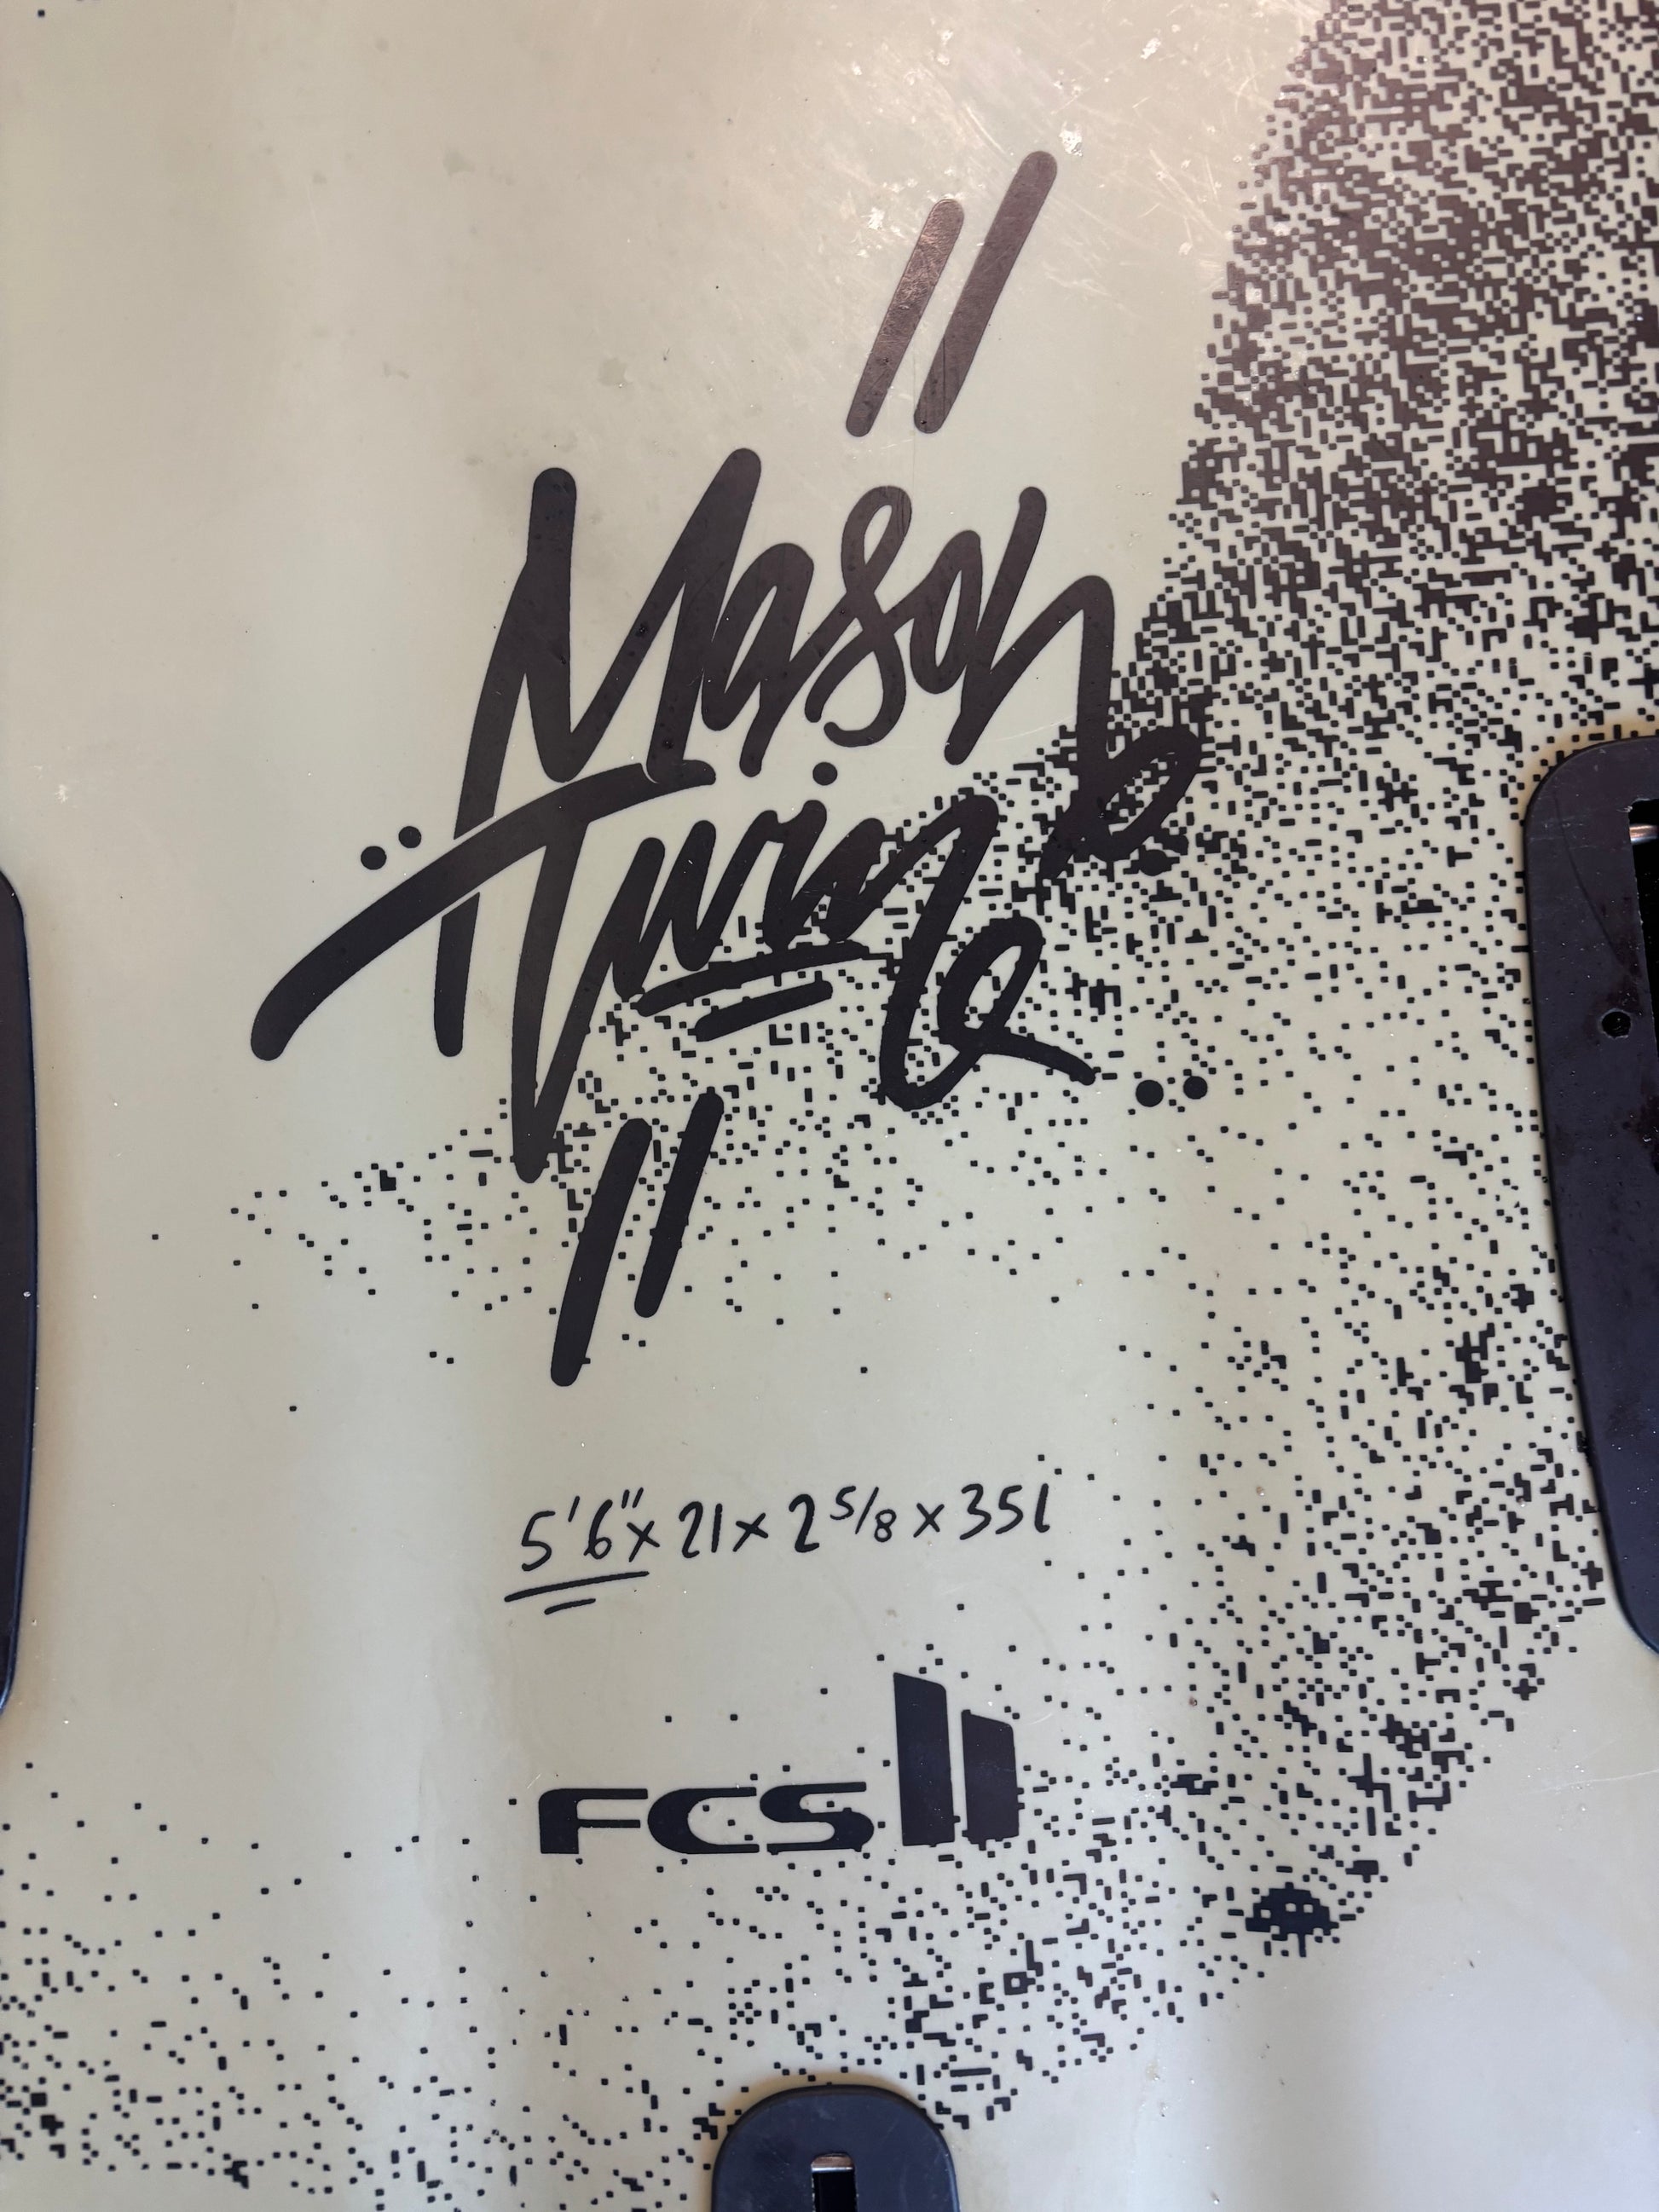 Mason
Twin
5'6" x 21 x 2 5/8 x 35l
FCS II